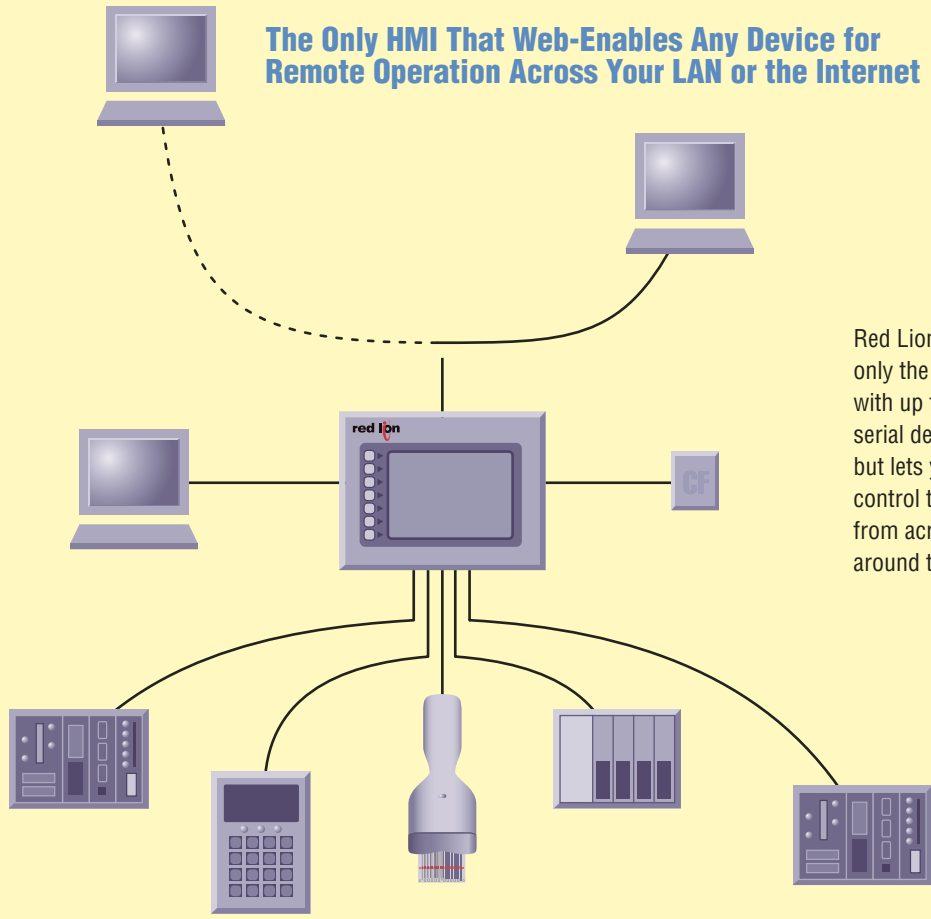 The Only HMI That Web-Enables Any Device for
Remote Operation Across Your LAN or the Internet
red lion
CF
Red Lion
only the
with up
serial de
but lets
control t
from acr
around t